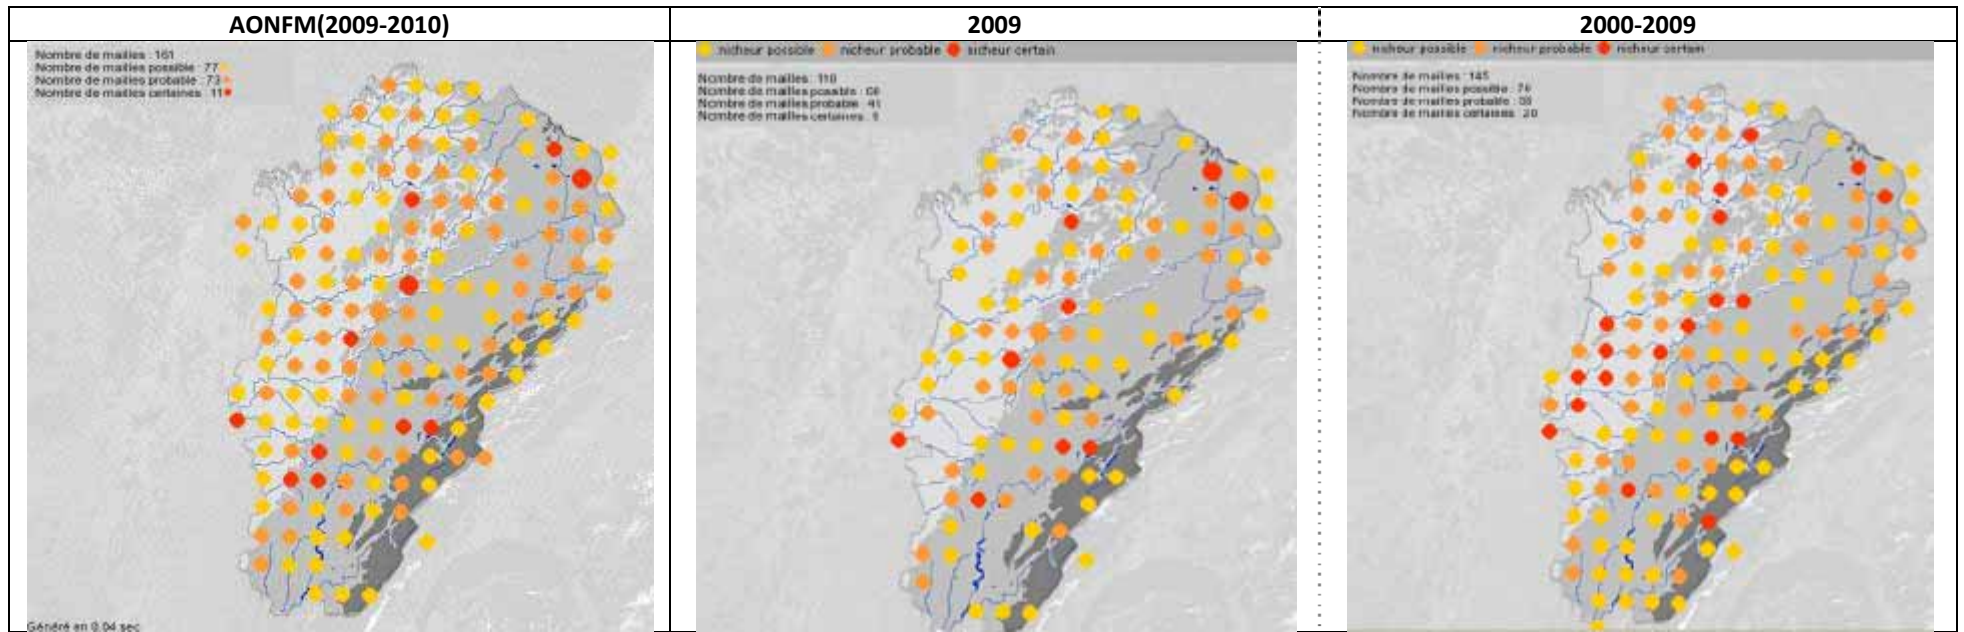 AONFM(2009-2010)
2009
2000-2009
Nombre de mailles : 161
Nombre de mailles possible : 77
Nombre de mailles probable : 73
Nombre de mailles certaines : 11
Généré en 0.04 sec
nicheur possible nicheur probable nicheur certain
Nombre de mailles : 110
Nombre de mailles possible :
Nombre de mailles probable : 41
Nombre de mailles certaines :
nicheur possible nicheur probable nicheur certain
Nombre de mailles : 145
Nombre de mailles possible :
Nombre de mailles probable :
Nombre de mailles certaines : 20